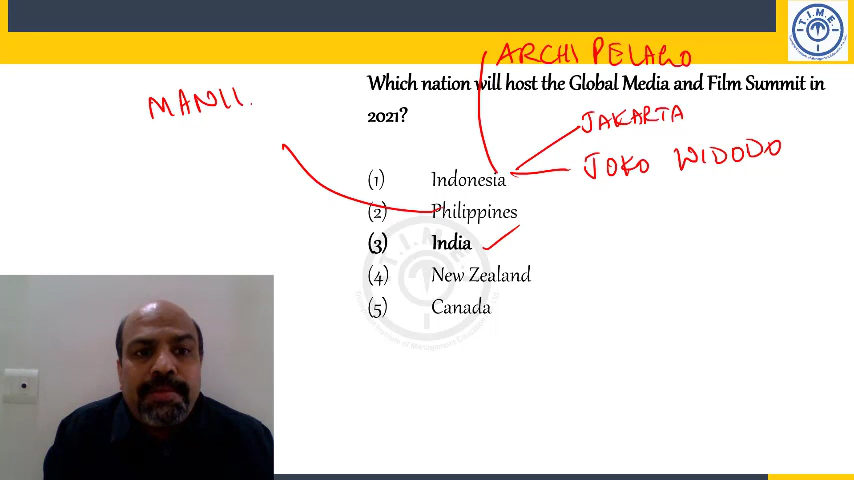 T.I.M.E.
ARCHIPELAGO
Which nation will host the Global Media and Film Summit in
2021?
MANIL
JAKARTA
JOKO WIDODO
(1) Indonesia
(2) Philippines
(3) India
(4) New Zealand
(5) Canada